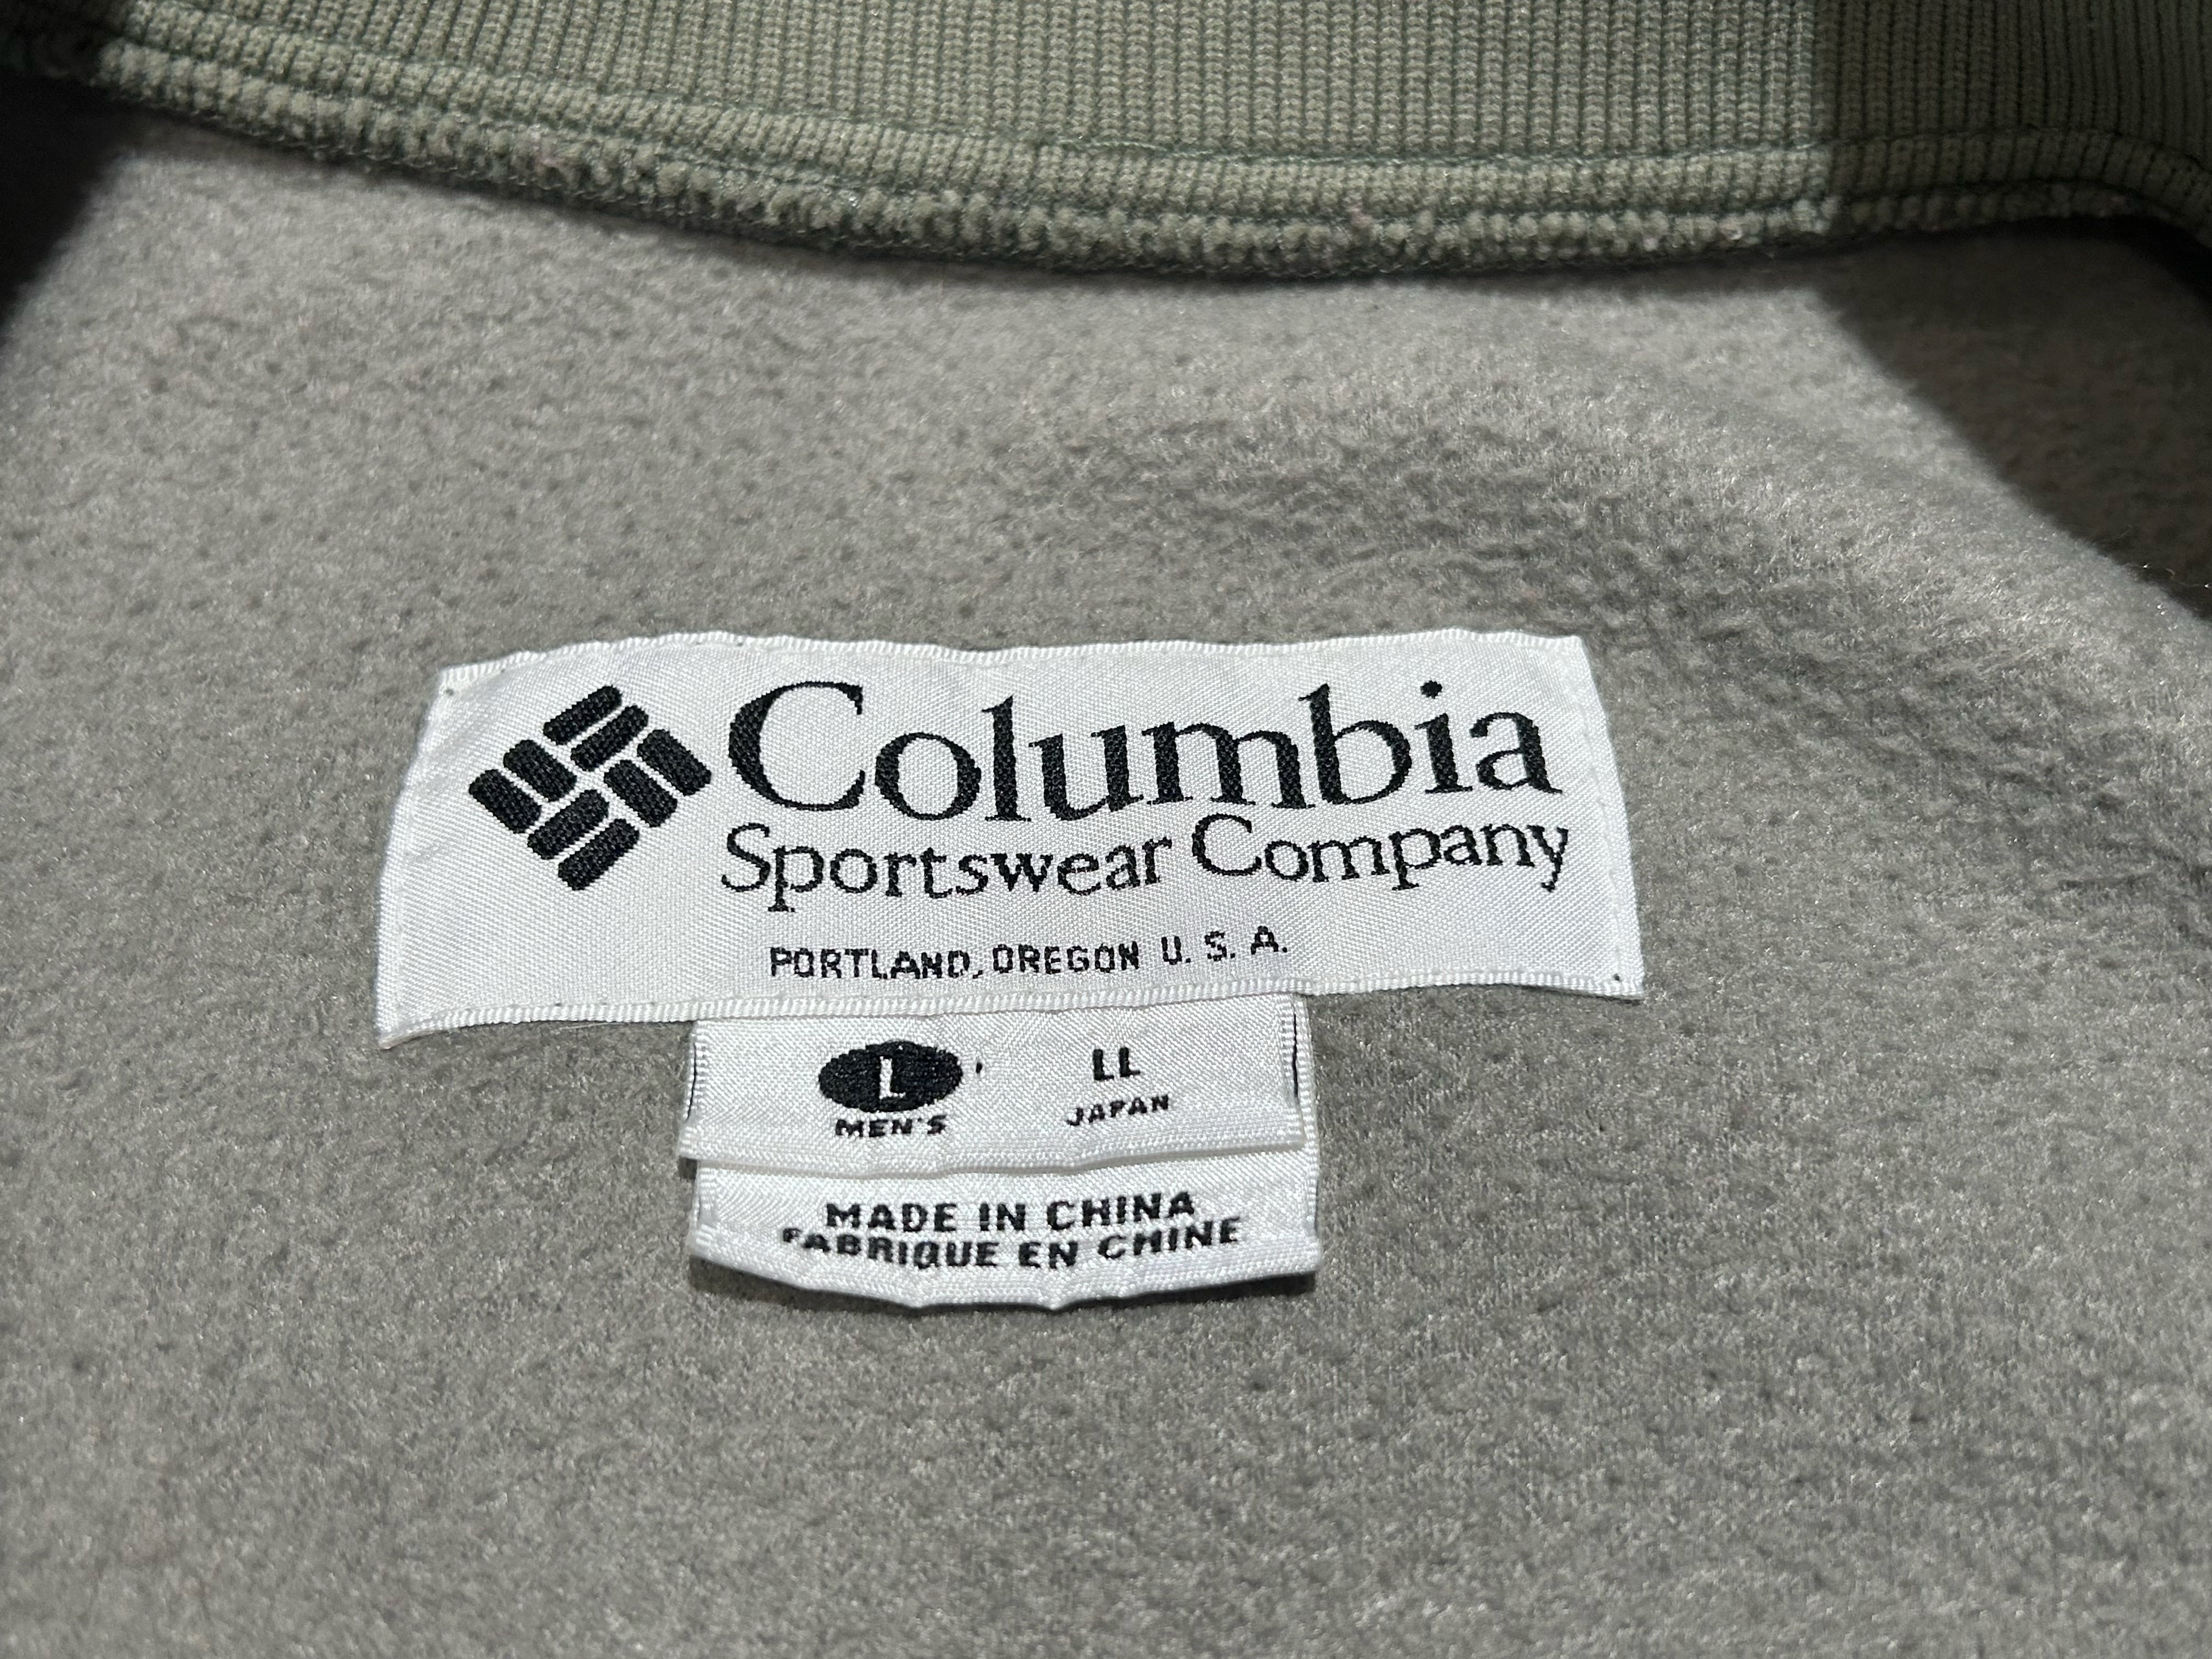 Columbia
Sportswear Company
PORTLAND, OREGON U. S. A.
L LL
MEN'S JAPAN
MADE IN CHINA
FABRIQUE EN CHINE